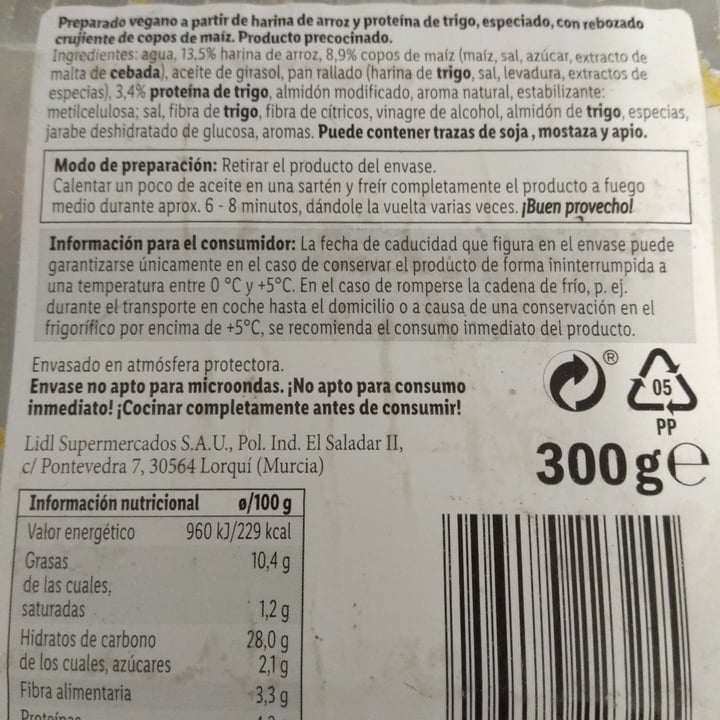 Preparado vegano a partir de harina de arroz y proteína de trigo, especiado, con rebozado
crujiente de copos de maíz. Producto precocinado.
Ingredientes: agua, 13,5% harina de arroz, 8,9% copos de maíz (maíz, sal, azúcar, extracto de
malta de cebada), aceite de girasol, pan rallado (harina de trigo, sal, levadura, extractos de
especias), 3,4% proteína de trigo, almidón modificado, aroma natural, estabilizante:
metilcelulosa; sal, fibra de trigo, fibra de cítricos, vinagre de alcohol, almidón de trigo, especias,
jarabe deshidratado de glucosa, aromas. Puede contener trazas de soja, mostaza y apio.
Modo de preparación: Retirar el producto del envase.
Calentar un poco de aceite en una sartén y freír completamente el producto a fuego
medio durante aprox. 6 - 8 minutos, dándole la vuelta varias veces. ¡Buen provecho!
Información para el consumidor: La fecha de caducidad que figura en el envase puede
garantizarse únicamente en el caso de conservar el producto de forma ininterrumpida a
una temperatura entre 0 °C y +5°C. En el caso de romperse la cadena de frío, p. ej.
durante el transporte en coche hasta el domicilio o a causa de una conservación en el
frigorífico por encima de +5°C, se recomienda el consumo inmediato del producto.
Envasado en atmósfera protectora.
Envase no apto para microondas. ¡No apto para consumo
inmediato! ¡Cocinar completamente antes de consumir!
®
05
PP
Lidl Supermercados S.A.U., Pol. Ind. El Saladar II,
c/ Pontevedra 7, 30564 Lorquí (Murcia)
300 g e
Información nutricional ø/100 g
Valor energético 960 kJ/229 kcal
Grasas 10,4 g
de las cuales,
saturadas 1,2 g
Hidratos de carbono 28,0 g
de los cuales, azúcares 2,1 g
Fibra alimentaria 3,3 g
Proteínas